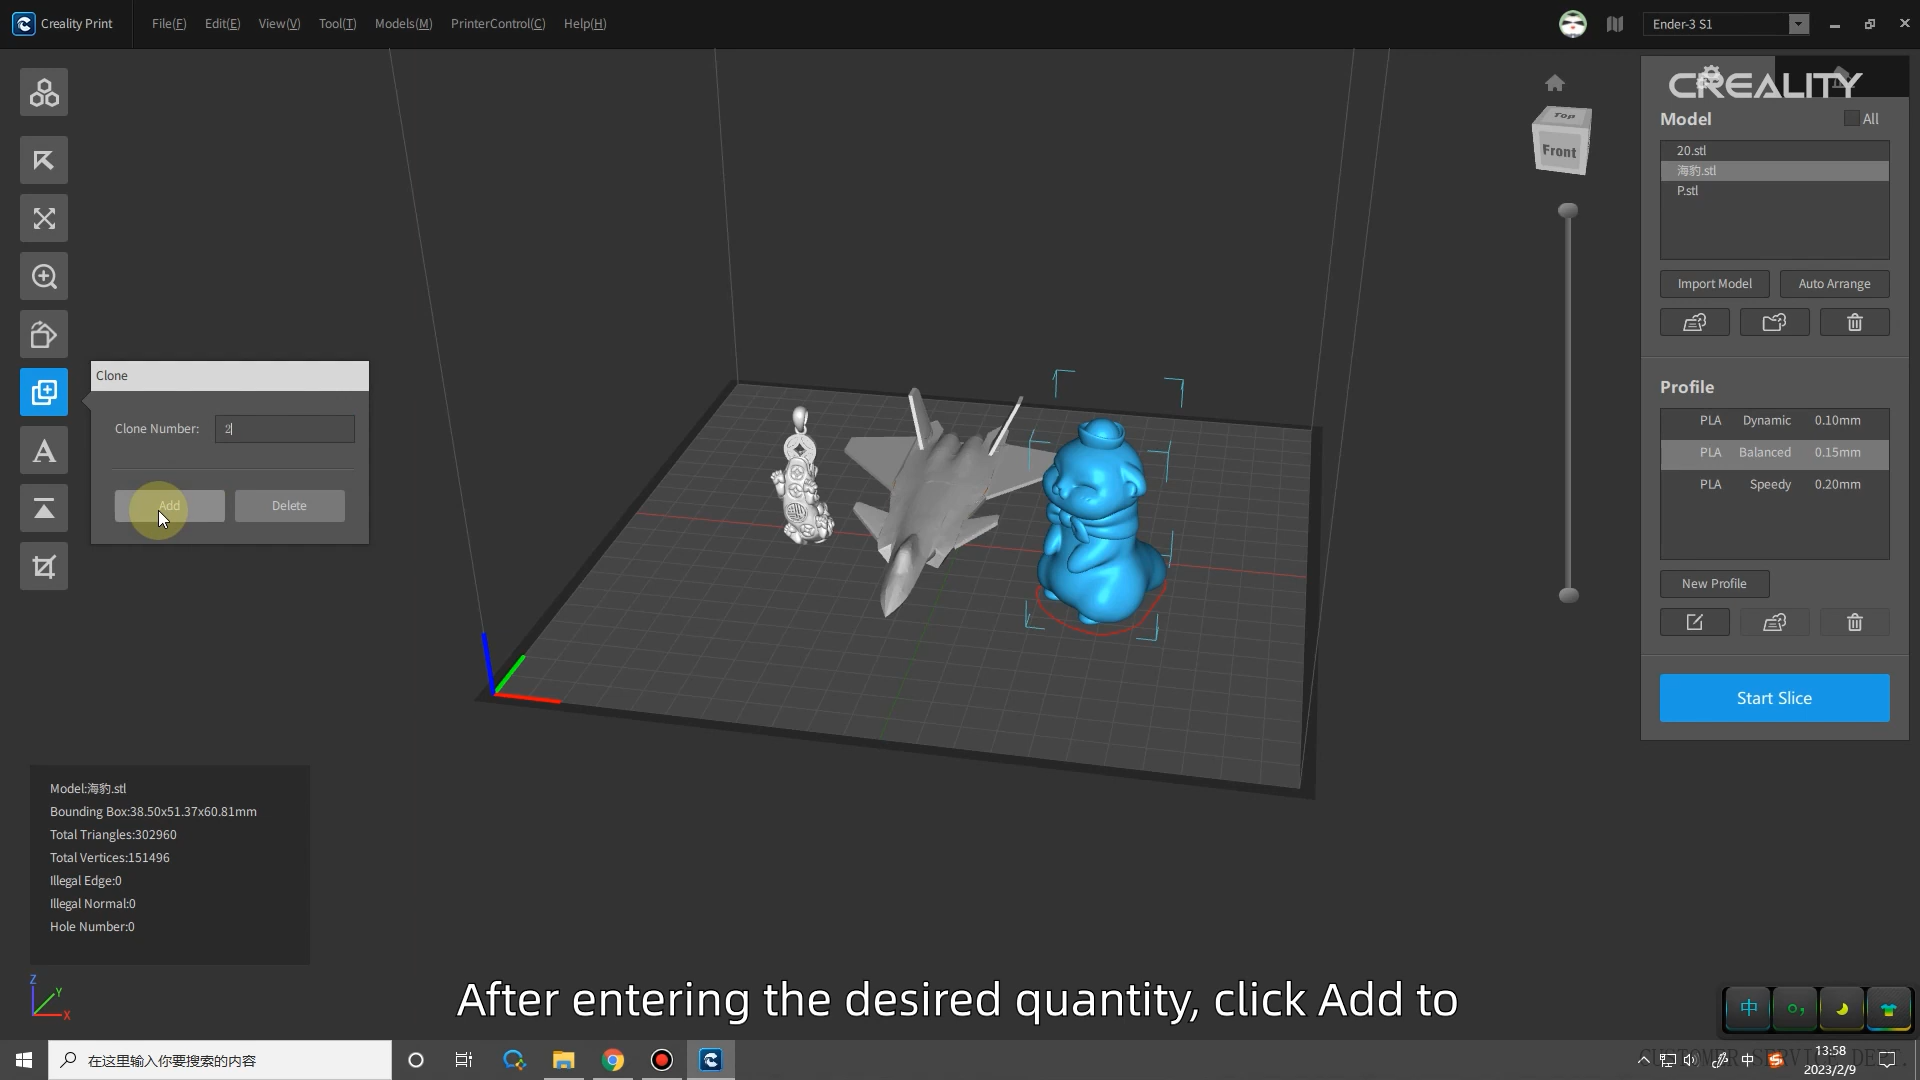 Creality Print
File(F)
Edit(E)
View(V)
Tool(T)
Models(M)
PrinterControl(C)
Help(H)
Ender-3 S1
CREALITY
Model
All
20.stl
海豹.stl
P.stl
Import Model
Auto Arrange
Top
Front
Clone
Clone Number:
2
Add
Delete
Profile
PLA Dynamic 0.10mm
PLA Balanced 0.15mm
PLA Speedy 0.20mm
New Profile
Start Slice
Model:海豹.stl
Bounding Box:38.50x51.37x60.81mm
Total Triangles:302960
Total Vertices:151496
Illegal Edge:0
Illegal Normal:0
Hole Number:0
Z
Y
X
After entering the desired quantity, click Add to
中
在这里输入你要搜索的内容
中
CUSTOMER SERVICE DEPT.
13:58
2023/2/9